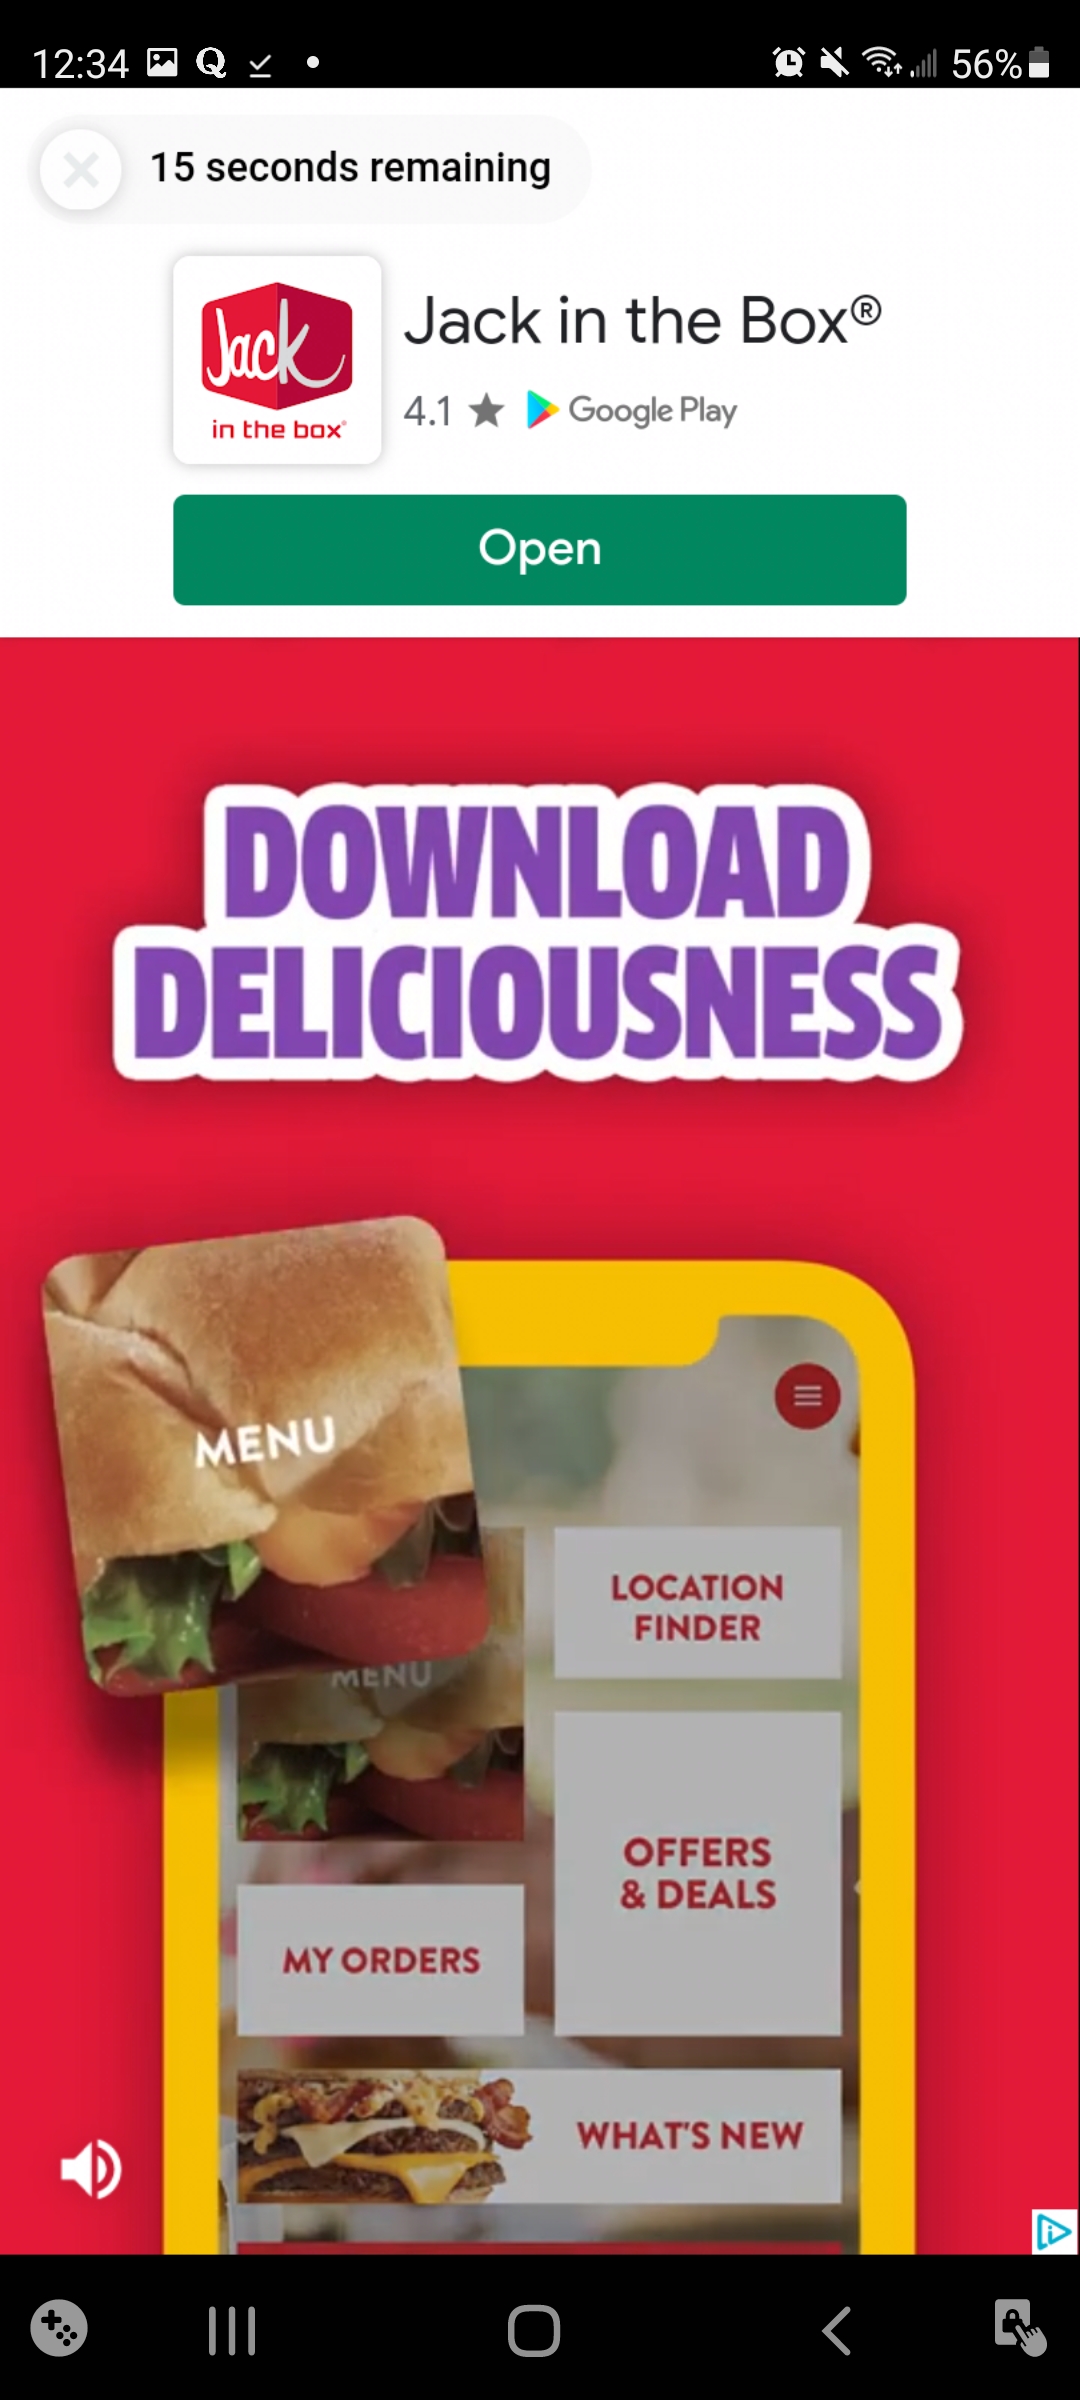 12:34
56%
15 seconds remaining
Jack
in the box®
Jack in the Box®
4.1
Google Play
Open
DOWNLOAD
DELICIOUSNESS
MENU
LOCATION
FINDER
MENU
OFFERS
& DEALS
MY ORDERS
WHAT'S NEW